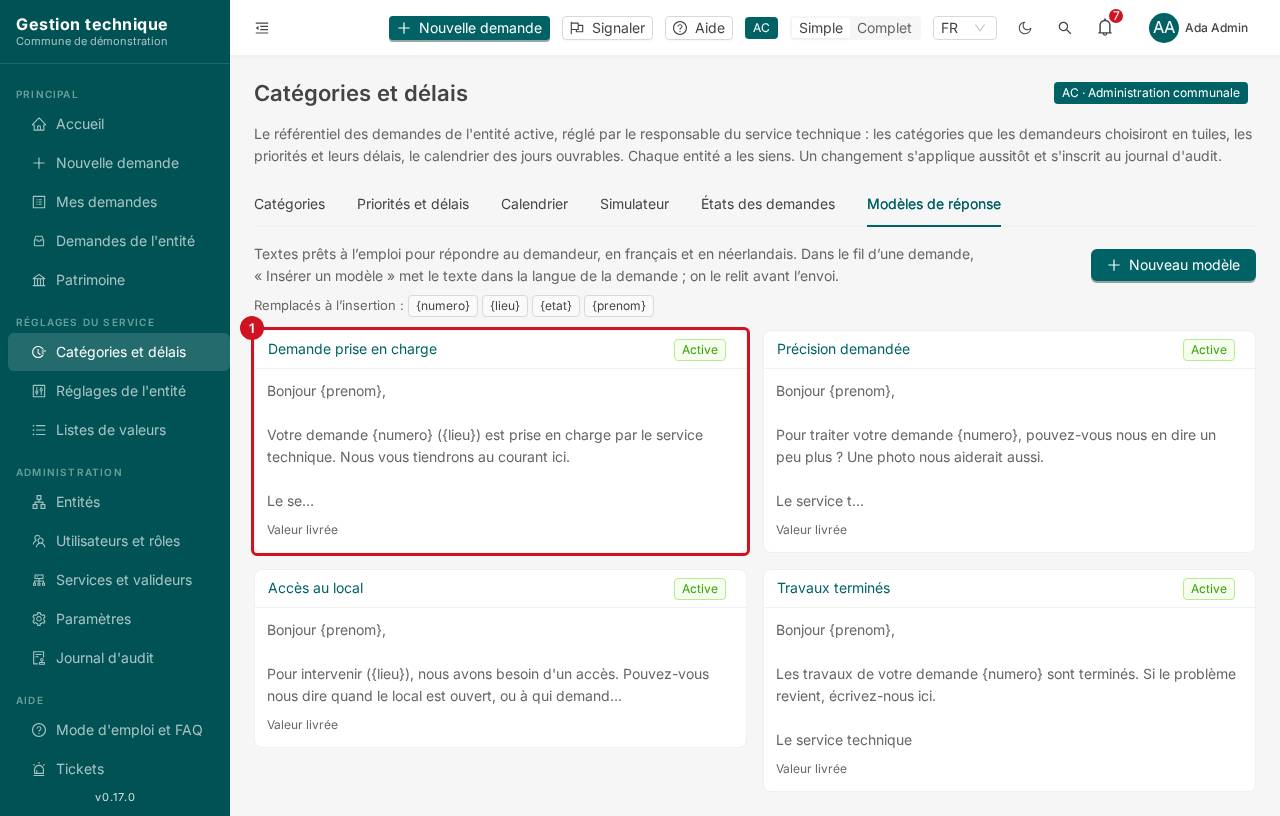 Gestion technique
Commune de démonstration
PRINCIPAL
Accueil
Nouvelle demande
Mes demandes
Demandes de l'entité
Patrimoine
RÉGLAGES DU SERVICE
Catégories et délais
Réglages de l'entité
Listes de valeurs
ADMINISTRATION
Entités
Utilisateurs et rôles
Services et valideurs
Paramètres
Journal d'audit
AIDE
Mode d'emploi et FAQ
Tickets
v0.17.0
Nouvelle demande
Signaler
Aide
AC
Simple
Complet
FR
7
AA
Ada Admin
Catégories et délais
AC · Administration communale
Le référentiel des demandes de l'entité active, réglé par le responsable du service technique : les catégories que les demandeurs choisiront en tuiles, les
priorités et leurs délais, le calendrier des jours ouvrables. Chaque entité a les siens. Un changement s'applique aussitôt et s'inscrit au journal d'audit.
Catégories
Priorités et délais
Calendrier
Simulateur
États des demandes
Modèles de réponse
Textes prêts à l’emploi pour répondre au demandeur, en français et en néerlandais. Dans le fil d’une demande,
« Insérer un modèle » met le texte dans la langue de la demande ; on le relit avant l’envoi.
Nouveau modèle
Remplacés à l’insertion : {numero} {lieu} {etat} {prenom}
1
Demande prise en charge
Active
Bonjour {prenom},
Votre demande {numero} ({lieu}) est prise en charge par le service
technique. Nous vous tiendrons au courant ici.
Le se...
Valeur livrée
Précision demandée
Active
Bonjour {prenom},
Pour traiter votre demande {numero}, pouvez-vous nous en dire un
peu plus ? Une photo nous aiderait aussi.
Le service t...
Valeur livrée
Accès au local
Active
Bonjour {prenom},
Pour intervenir ({lieu}), nous avons besoin d'un accès. Pouvez-vous
nous dire quand le local est ouvert, ou à qui demand...
Valeur livrée
Travaux terminés
Active
Bonjour {prenom},
Les travaux de votre demande {numero} sont terminés. Si le problème
revient, écrivez-nous ici.
Le service technique
Valeur livrée